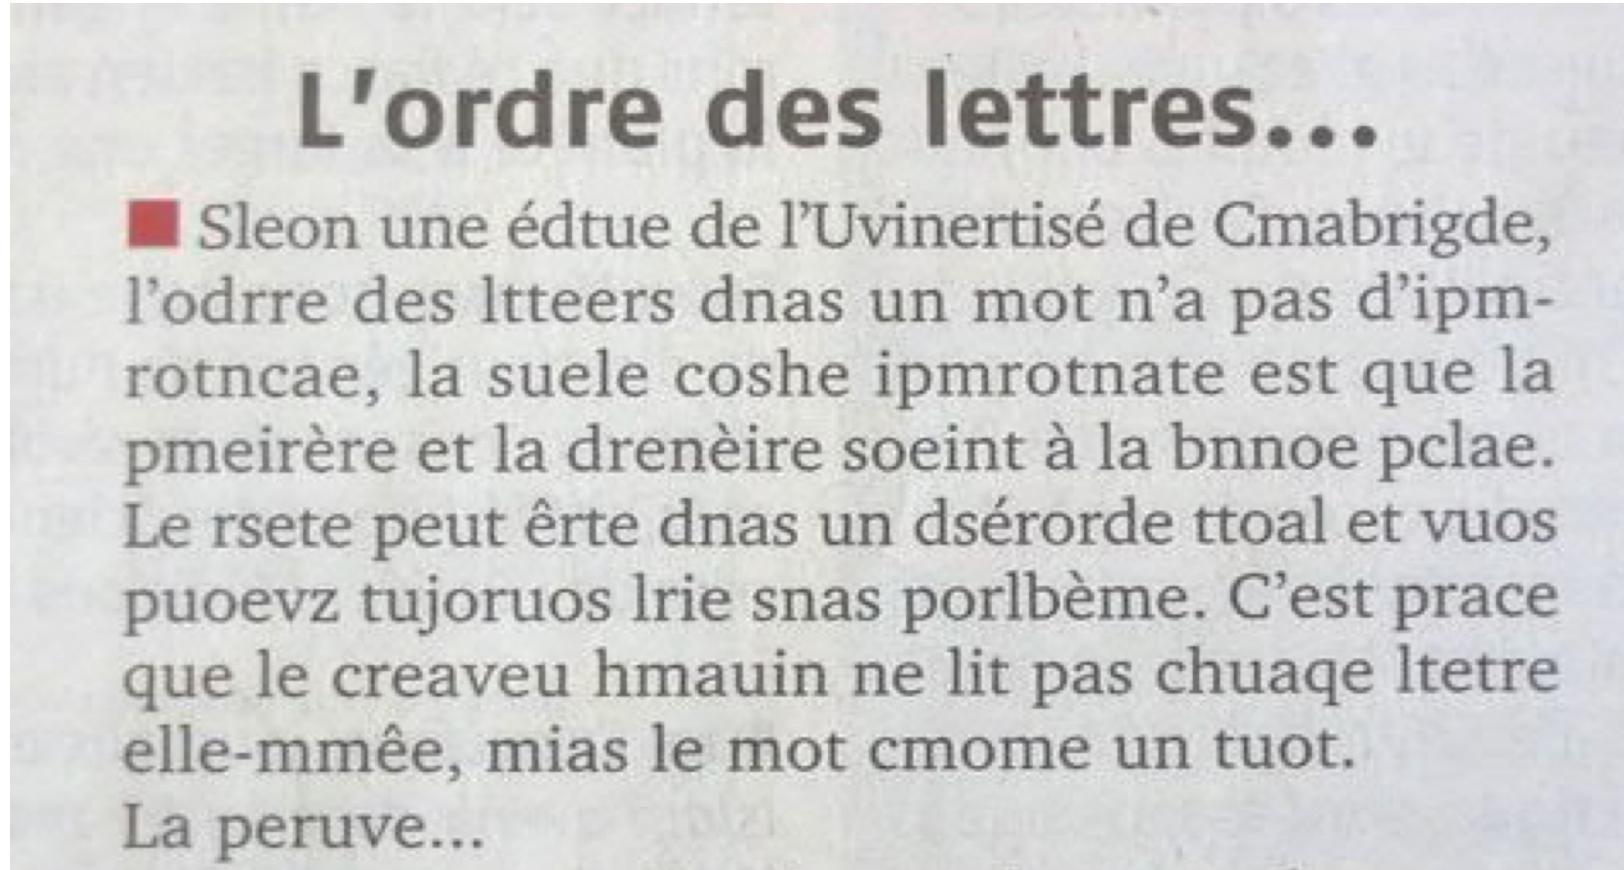 L'ordre des lettres...
Sleon une édtue de l'Uvinertisé de Cmabrigde,
l'odrre des ltteers dnas un mot n'a pas d'ipm-
rotncae, la suele coshe ipmrotnate est que la
pmeirère et la drenèire soeint à la bnnoe pclae.
Le rsete peut êrte dnas un dsérorde ttoal et vuos
puoevz tujoruos lrie snas porlbème. C'est prace
que le creaveu hmauin ne lit pas chuaqe ltetre
elle-mmêe, mias le mot cmome un tuot.
La peruve...